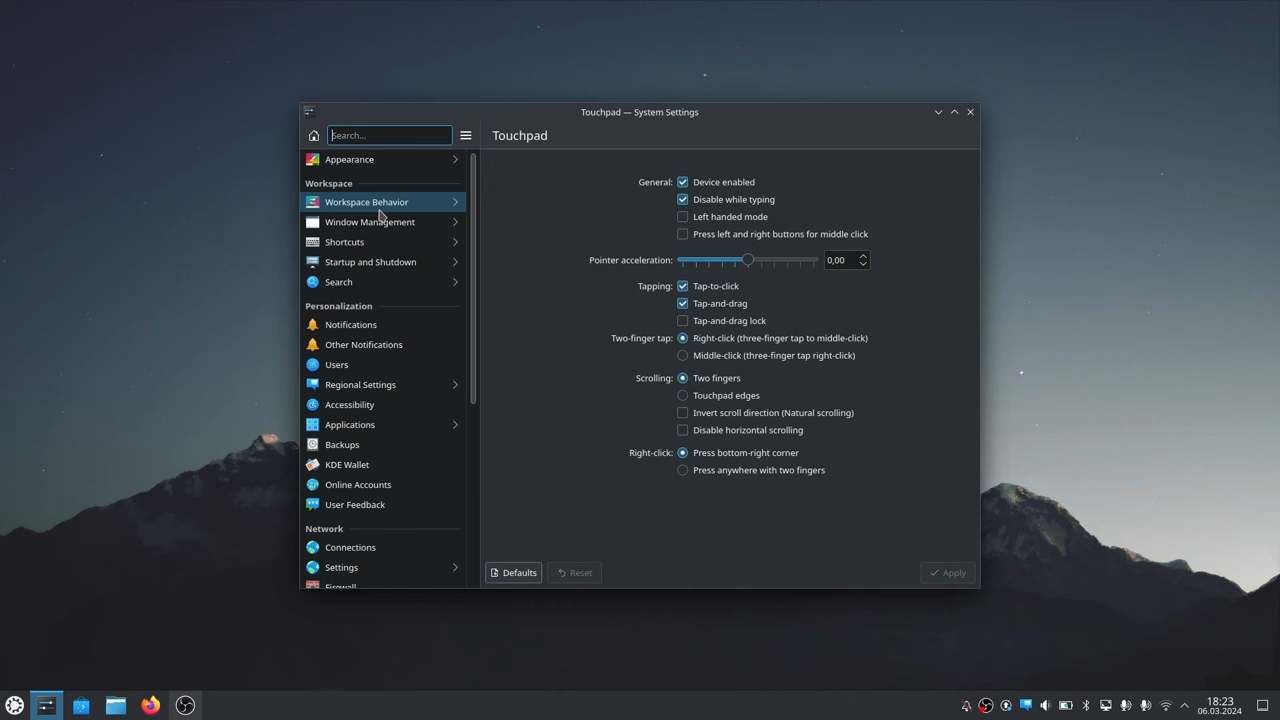 Touchpad — System Settings
Search...
Touchpad
Appearance
Workspace
Workspace Behavior
Window Management
Shortcuts
Startup and Shutdown
Search
Personalization
Notifications
Other Notifications
Users
Regional Settings
Accessibility
Applications
Backups
KDE Wallet
Online Accounts
User Feedback
Network
Connections
Settings
Firewall
General: Device enabled
Disable while typing
Left handed mode
Press left and right buttons for middle click
Pointer acceleration: 0,00
Tapping: Tap-to-click
Tap-and-drag
Tap-and-drag lock
Two-finger tap: Right-click (three-finger tap to middle-click)
Middle-click (three-finger tap right-click)
Scrolling: Two fingers
Touchpad edges
Invert scroll direction (Natural scrolling)
Disable horizontal scrolling
Right-click: Press bottom-right corner
Press anywhere with two fingers
Defaults
Reset
Apply
18:23
06.03.2024